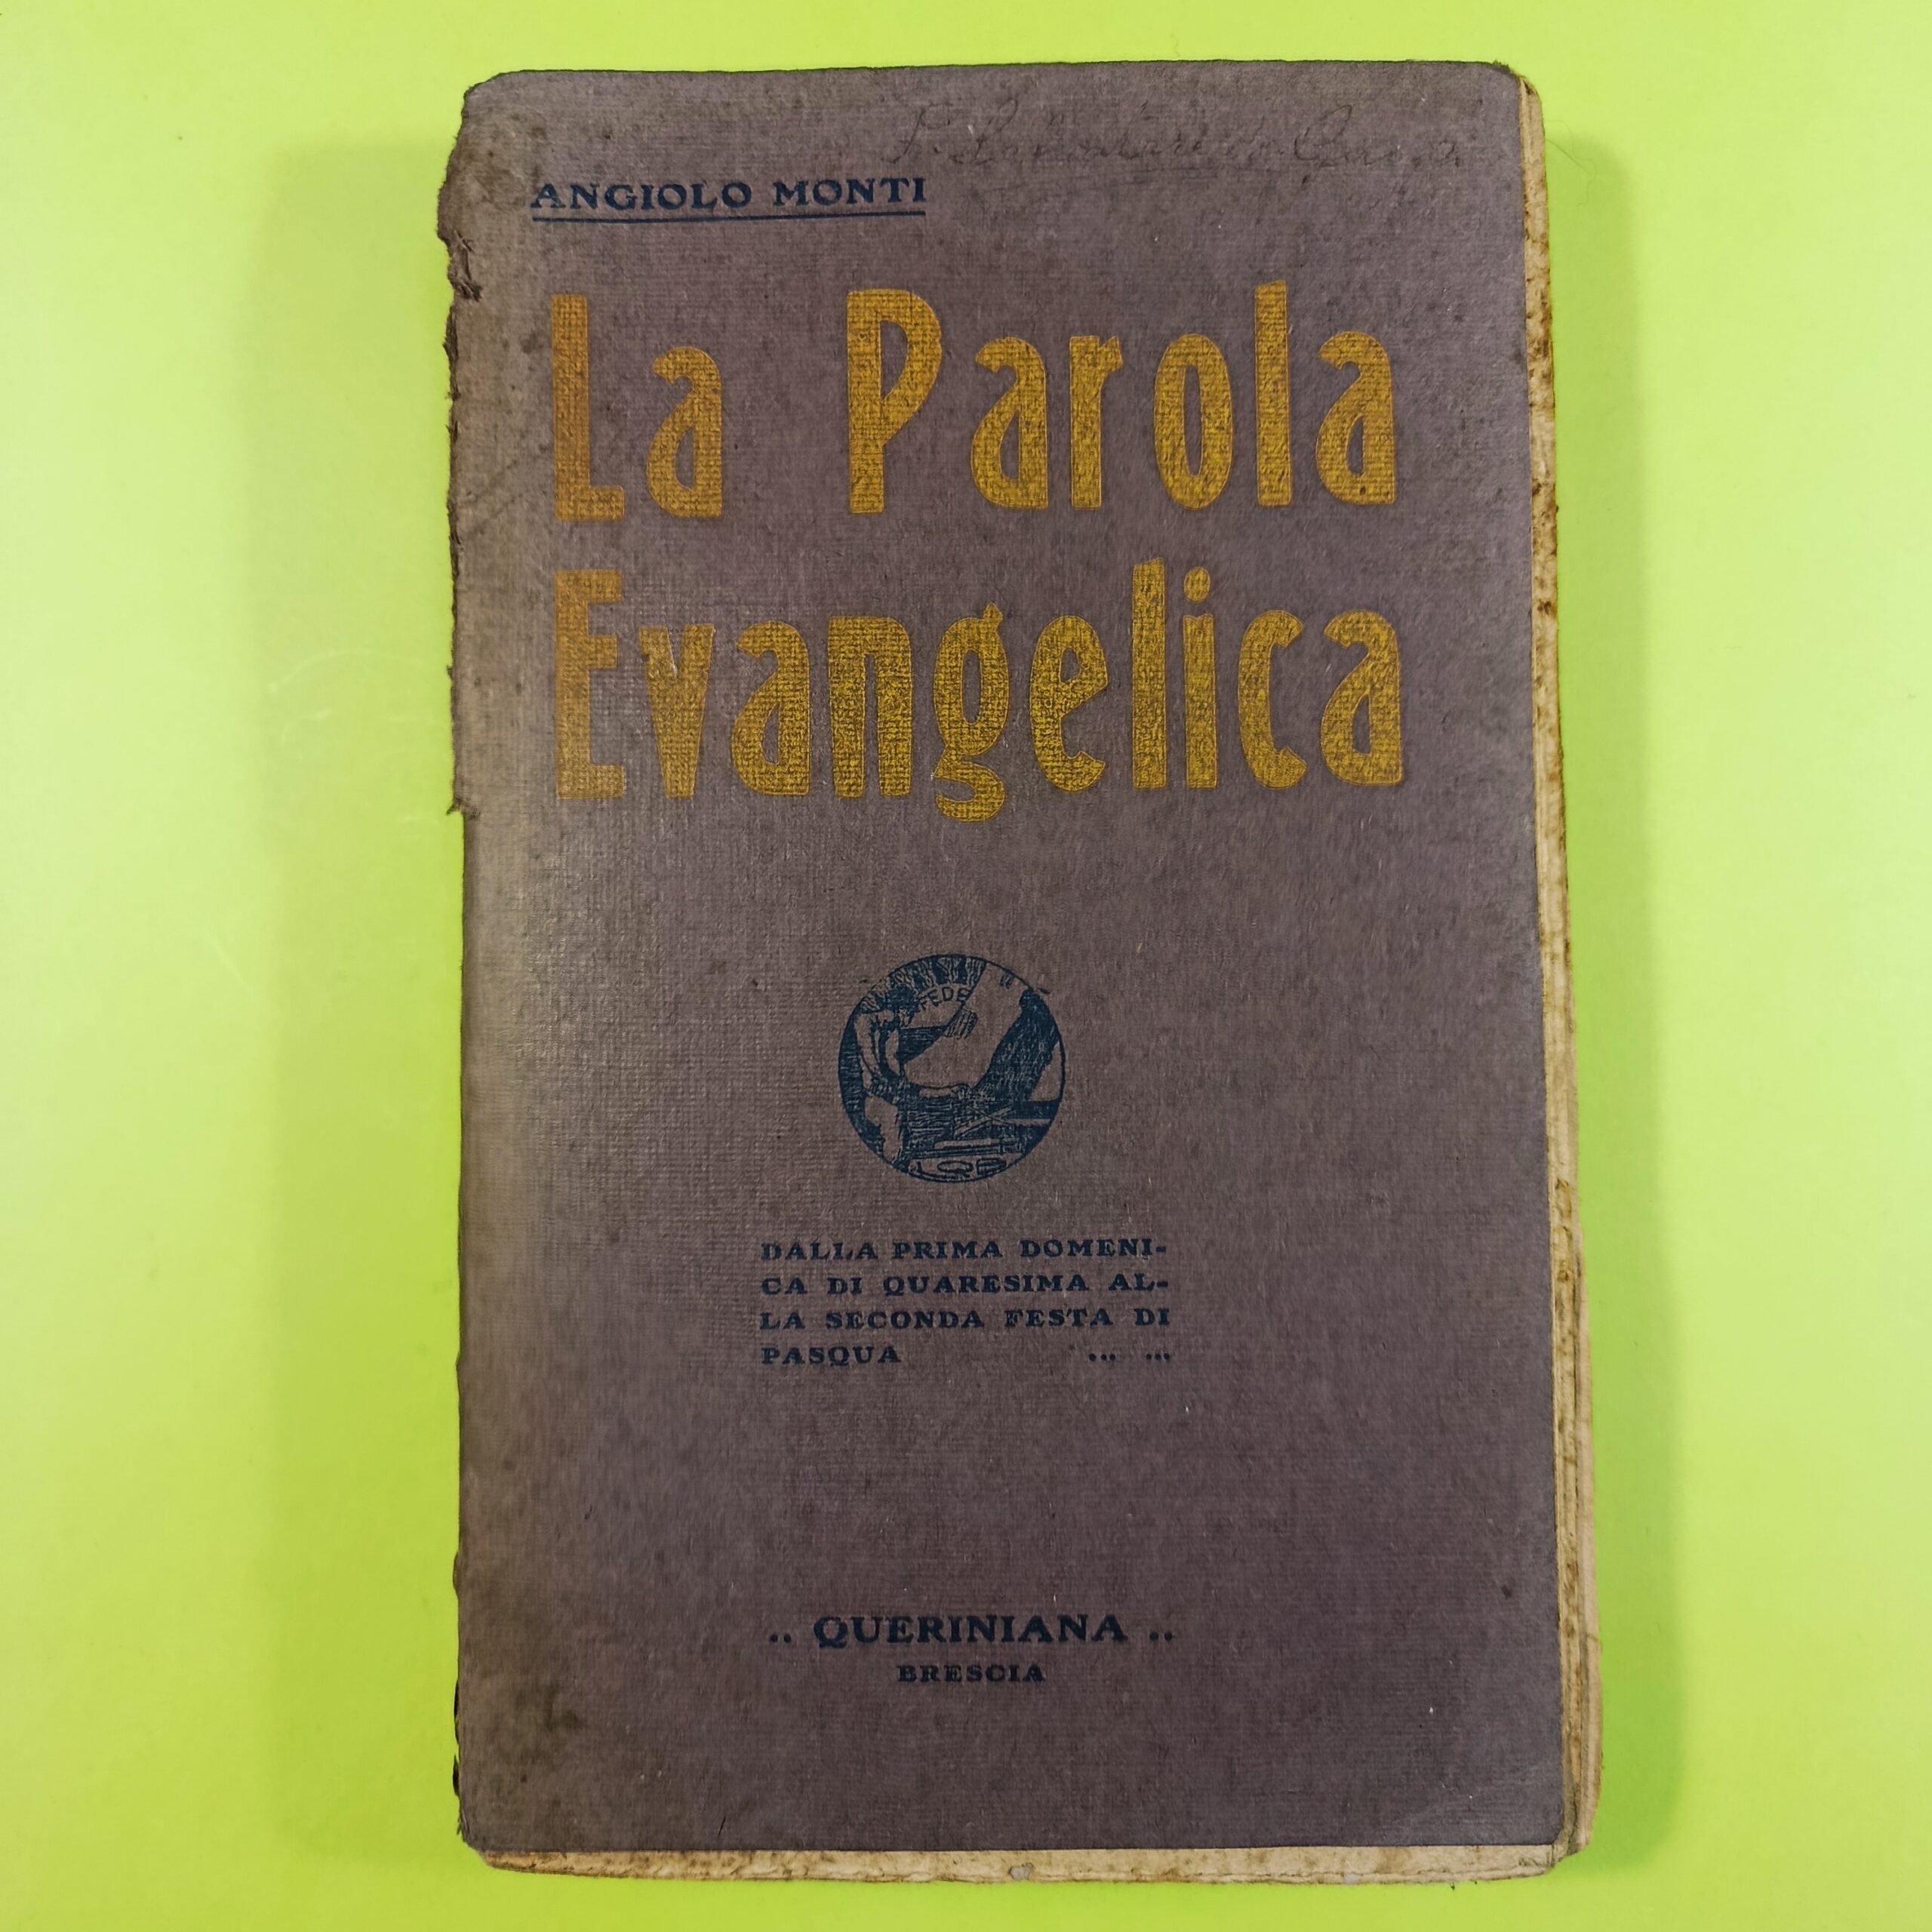 ANGIOLO MONTI
La Parola
Evangelica
FEDE
LQB
DALLA PRIMA DOMENI-
CA DI QUARESIMA AL-
LA SECONDA FESTA DI
PASQUA ... ...
.. QUERINIANA ..
BRESCIA